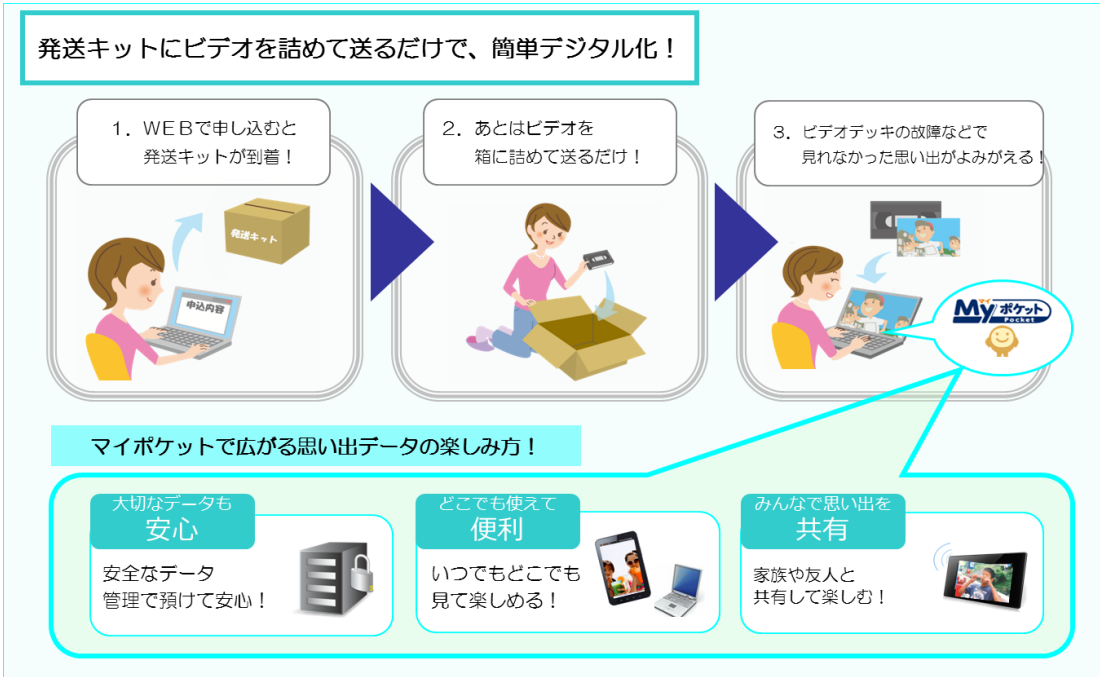 発送キットにビデオを詰めて送るだけで、簡単デジタル化！
１．ＷＥＢで申し込むと
発送キットが到着！
２．あとはビデオを
箱に詰めて送るだけ！
３．ビデオデッキの故障などで
見れなかった思い出がよみがえる！
発送キット
申込内容
マイ
Myポケット
Pocket
マイポケットで広がる思い出データの楽しみ方！
大切なデータも
安心
安全なデータ
管理で預けて安心！
どこでも使えて
便利
いつでもどこでも
見て楽しめる！
みんなで思い出を
共有
家族や友人と
共有して楽しむ！